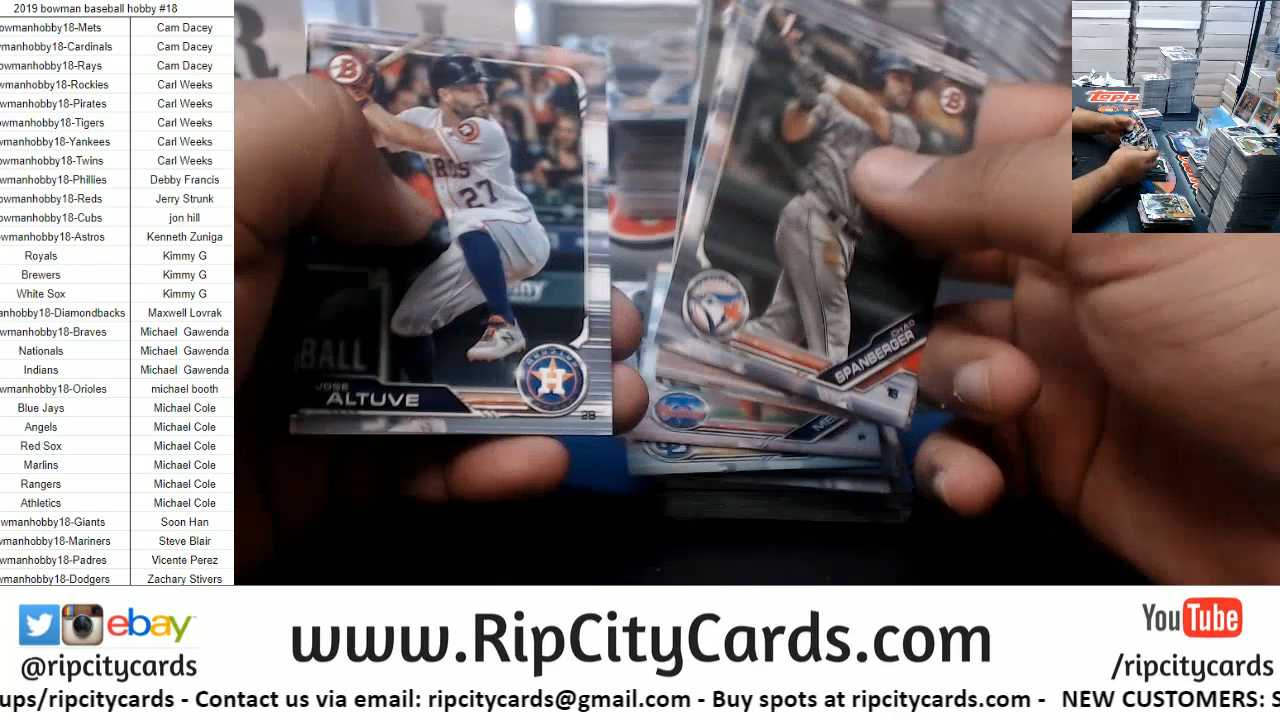 2019 bowman baseball hobby #18
owmanhobby18-Mets Cam Dacey
wmanhobby18-Cardinals Cam Dacey
owmanhobby18-Rays Cam Dacey
owmanhobby18-Rockies Carl Weeks
owmanhobby18-Pirates Carl Weeks
owmanhobby18-Tigers Carl Weeks
wmanhobby18-Yankees Carl Weeks
owmanhobby18-Twins Carl Weeks
owmanhobby18-Phillies Debby Francis
owmanhobby18-Reds Jerry Strunk
owmanhobby18-Cubs jon hill
owmanhobby18-Astros Kenneth Zuniga
Royals Kimmy G
Brewers Kimmy G
White Sox Kimmy G
anhobby18-Diamondbacks Maxwell Lovrak
owmanhobby18-Braves Michael Gawenda
Nationals Michael Gawenda
Indians Michael Gawenda
owmanhobby18-Orioles michael booth
Blue Jays Michael Cole
Angels Michael Cole
Red Sox Michael Cole
Marlins Michael Cole
Rangers Michael Cole
Athletics Michael Cole
owmanhobby18-Giants Soon Han
wmanhobby18-Mariners Steve Blair
owmanhobby18-Padres Vicente Perez
wmanhobby18-Dodgers Zachary Stivers
B
ROS
27
BALL
JOSE
ALTUVE
HOUSTON
H
28
B
CHAD
SPANBERGER
Topps
ebay
@ripcitycards
www.RipCityCards.com
YouTube
/ripcitycards
ups/ripcitycards - Contact us via email: ripcitycards@gmail.com - Buy spots at ripcitycards.com - NEW CUSTOMERS: S